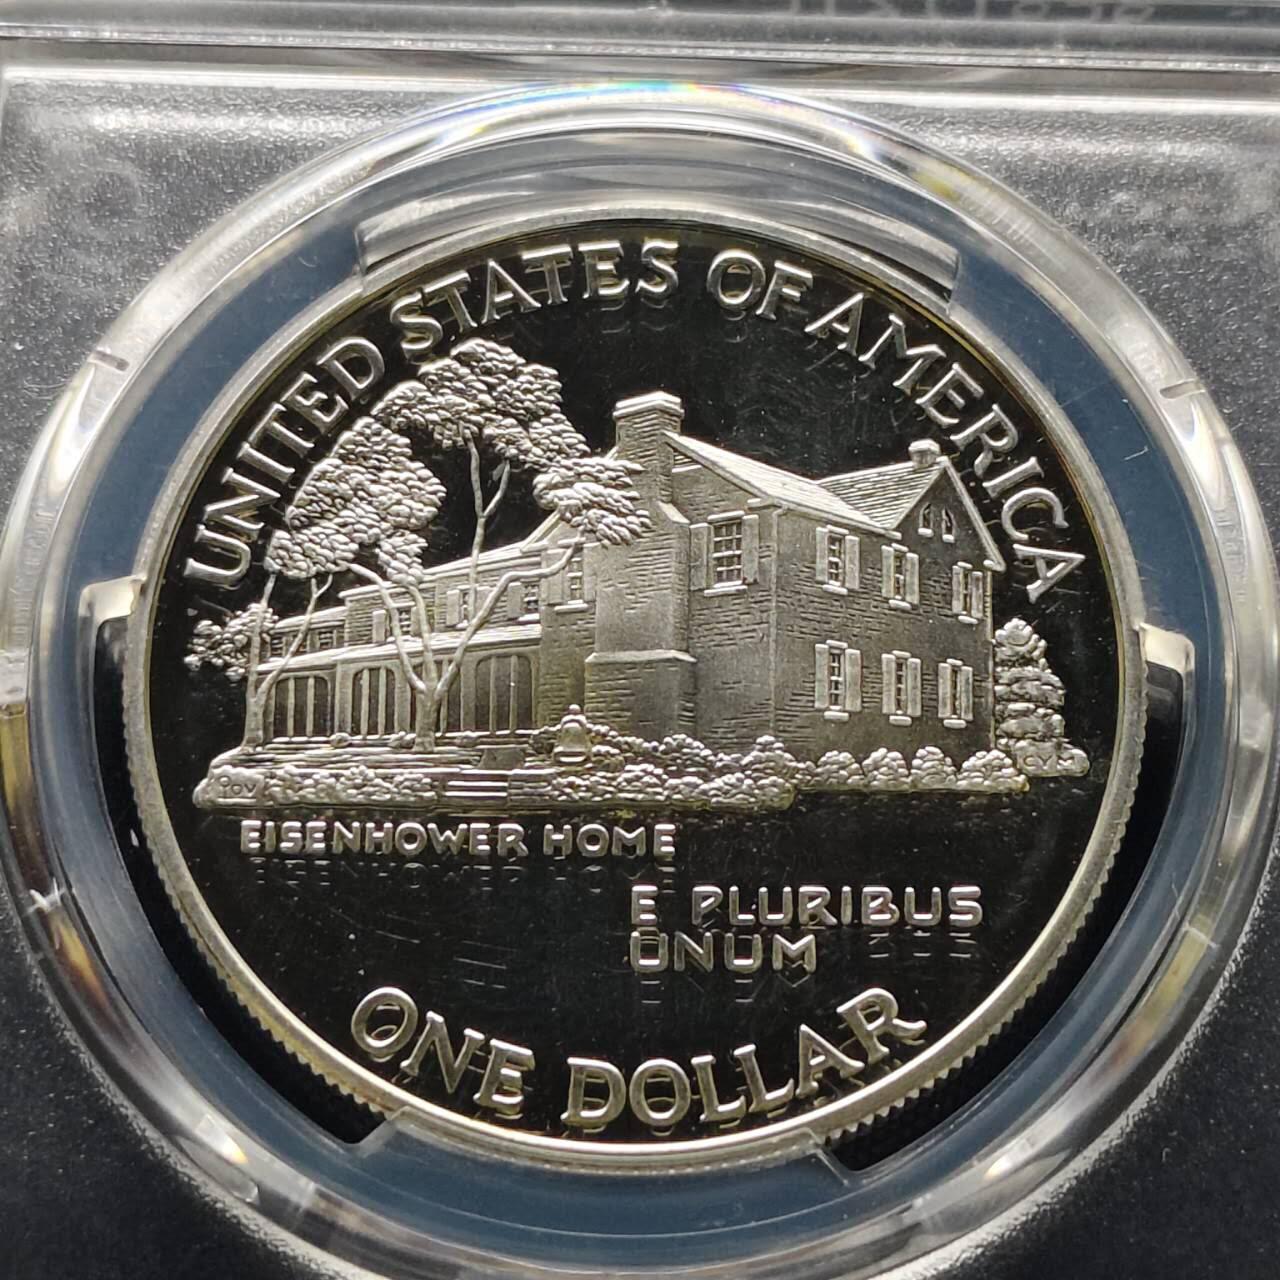 UNITED STATES OF AMERICA
EISENHOWER HOME
E PLURIBUS
UNUM
ONE DOLLAR